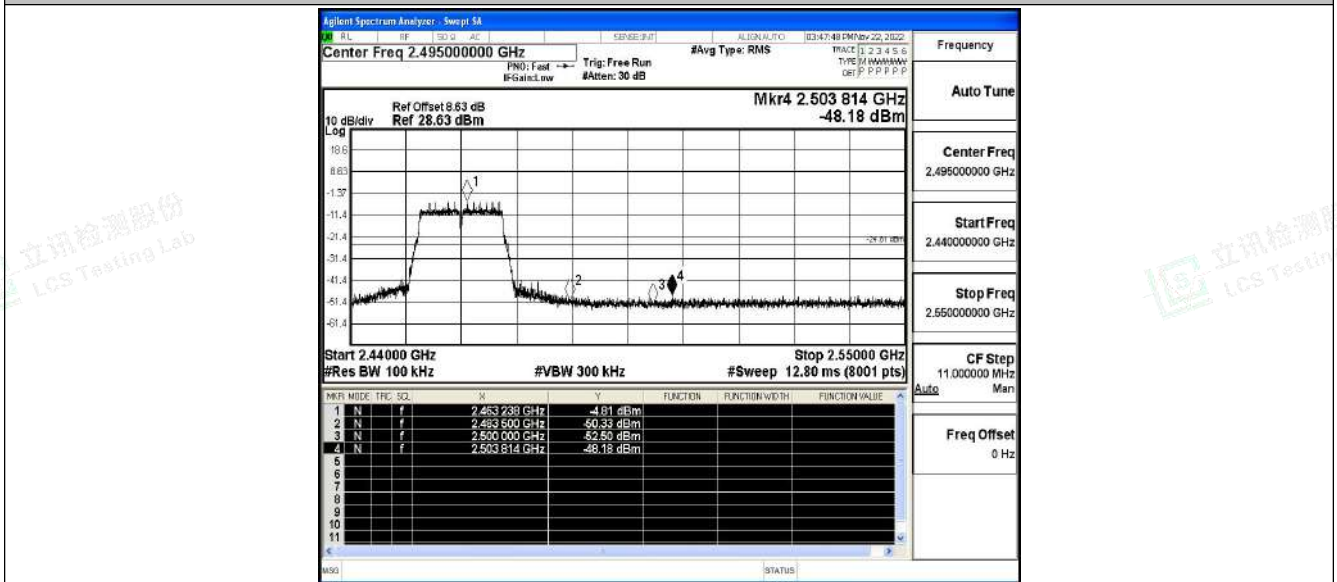 Agilent Spectrum Analyzer - Swept SA
RL RF 50 Ω AC SENSE:INT ALIGN AUTO 03:47:48 PM Nov 22, 2022
Center Freq 2.495000000 GHz
PNO: Fast
IFGain:Low
Trig: Free Run
#Atten: 30 dB
#Avg Type: RMS
TRACE 1 2 3 4 5 6
TYPE M WWWWW
DET P P P P P P
Ref Offset 8.63 dB
10 dB/div Ref 28.63 dBm
Log
Mkr4 2.503 814 GHz
-48.18 dBm
18.6
8.63
-1.37
-11.4
-21.4
-31.4
-41.4
-51.4
-61.4
1
2
3
4
-24.81 dBm
Start 2.44000 GHz Stop 2.55000 GHz
#Res BW 100 kHz #VBW 300 kHz #Sweep 12.80 ms (8001 pts)
MKR MODE TRC SCL X Y FUNCTION FUNCTION WIDTH FUNCTION VALUE
1 N f 2.463 238 GHz -4.81 dBm
2 N f 2.483 500 GHz -50.33 dBm
3 N f 2.500 000 GHz -52.50 dBm
4 N f 2.503 814 GHz -48.18 dBm
5
6
7
8
9
10
11
MSG STATUS
Frequency
Auto Tune
Center Freq
2.495000000 GHz
Start Freq
2.440000000 GHz
Stop Freq
2.550000000 GHz
CF Step
11.000000 MHz
Auto Man
Freq Offset
0 Hz
立讯检测股份
LCS Testing Lab
立讯检测
LCS Testin